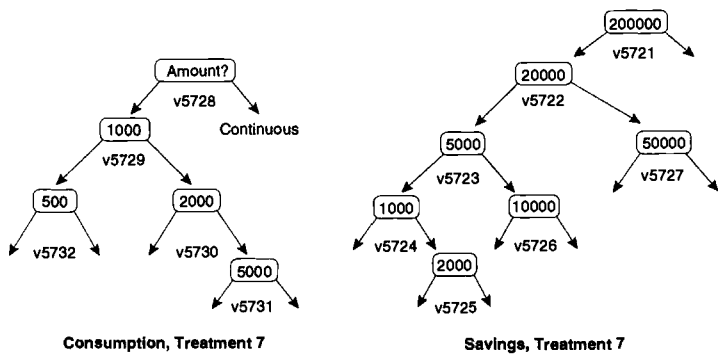 Amount?
v5728
Continuous
1000
v5729
500
v5732
2000
v5730
5000
v5731
Consumption, Treatment 7
200000
v5721
20000
v5722
5000
v5723
50000
v5727
1000
v5724
10000
v5726
2000
v5725
Savings, Treatment 7